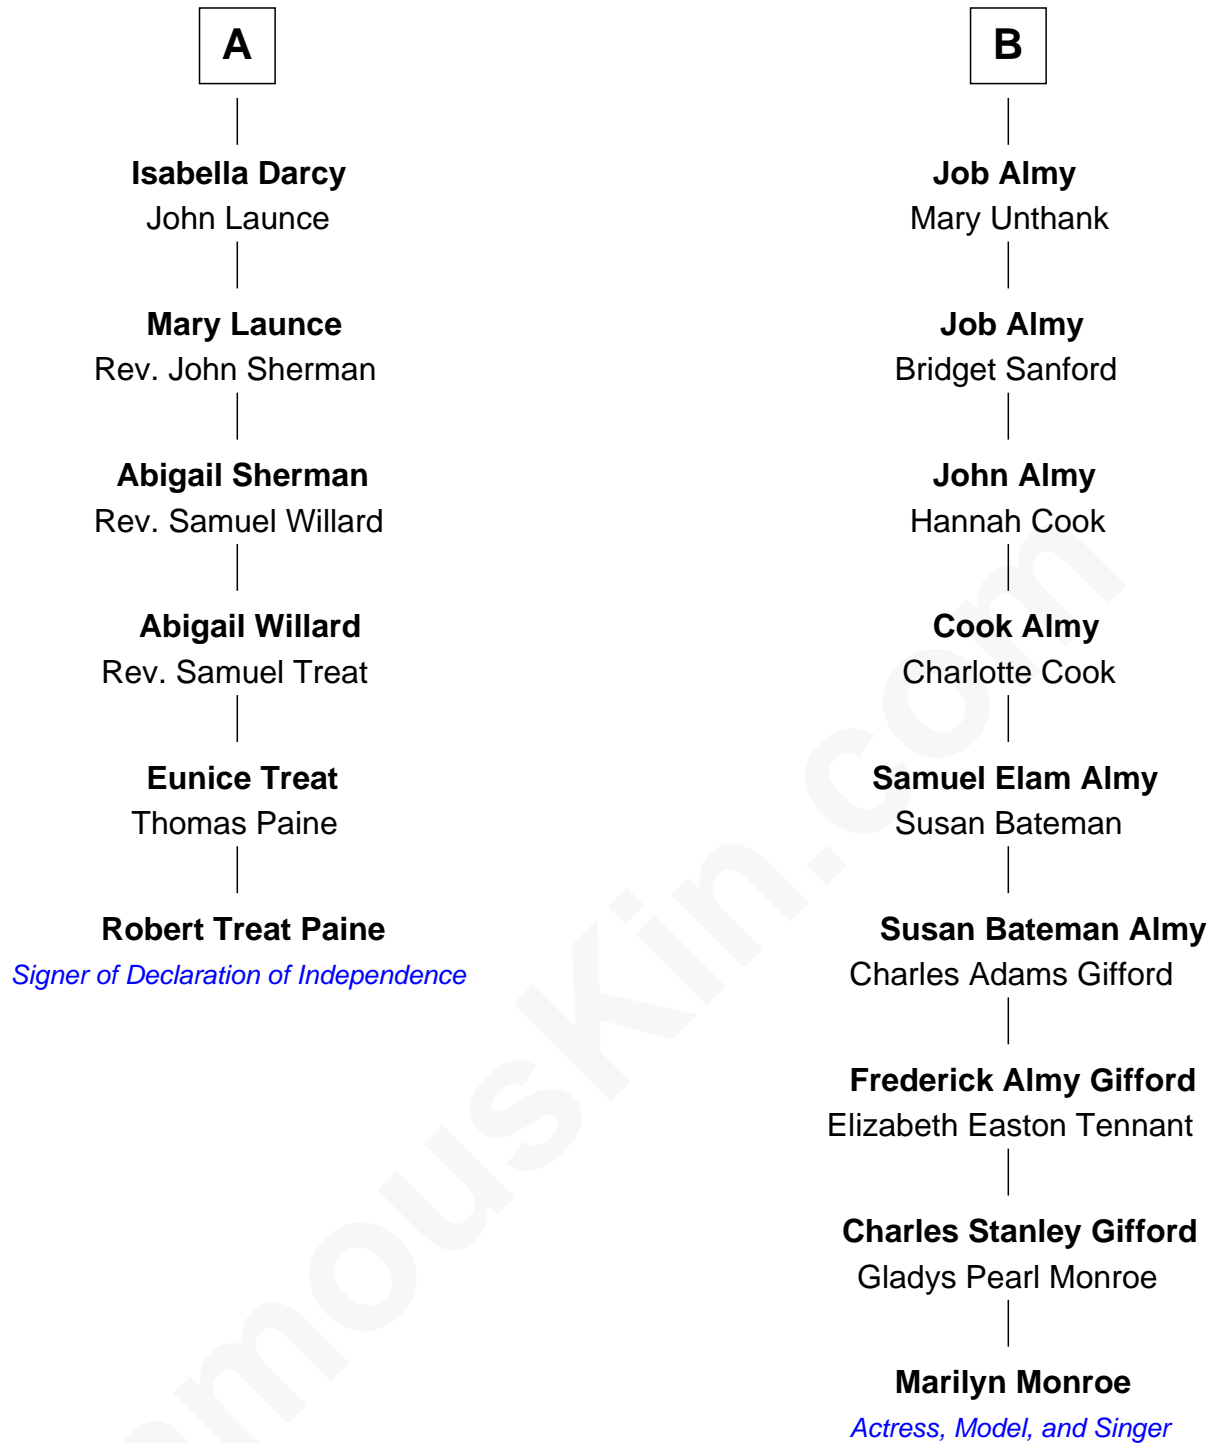 A
Isabella Darcy
John Launce
Mary Launce
Rev. John Sherman
Abigail Sherman
Rev. Samuel Willard
Abigail Willard
Rev. Samuel Treat
Eunice Treat
Thomas Paine
Robert Treat Paine
Signer of Declaration of Independence
B
Job Almy
Mary Unthank
Job Almy
Bridget Sanford
John Almy
Hannah Cook
Cook Almy
Charlotte Cook
Samuel Elam Almy
Susan Bateman
Susan Bateman Almy
Charles Adams Gifford
Frederick Almy Gifford
Elizabeth Easton Tennant
Charles Stanley Gifford
Gladys Pearl Monroe
Marilyn Monroe
Actress, Model, and Singer
amouskin.com